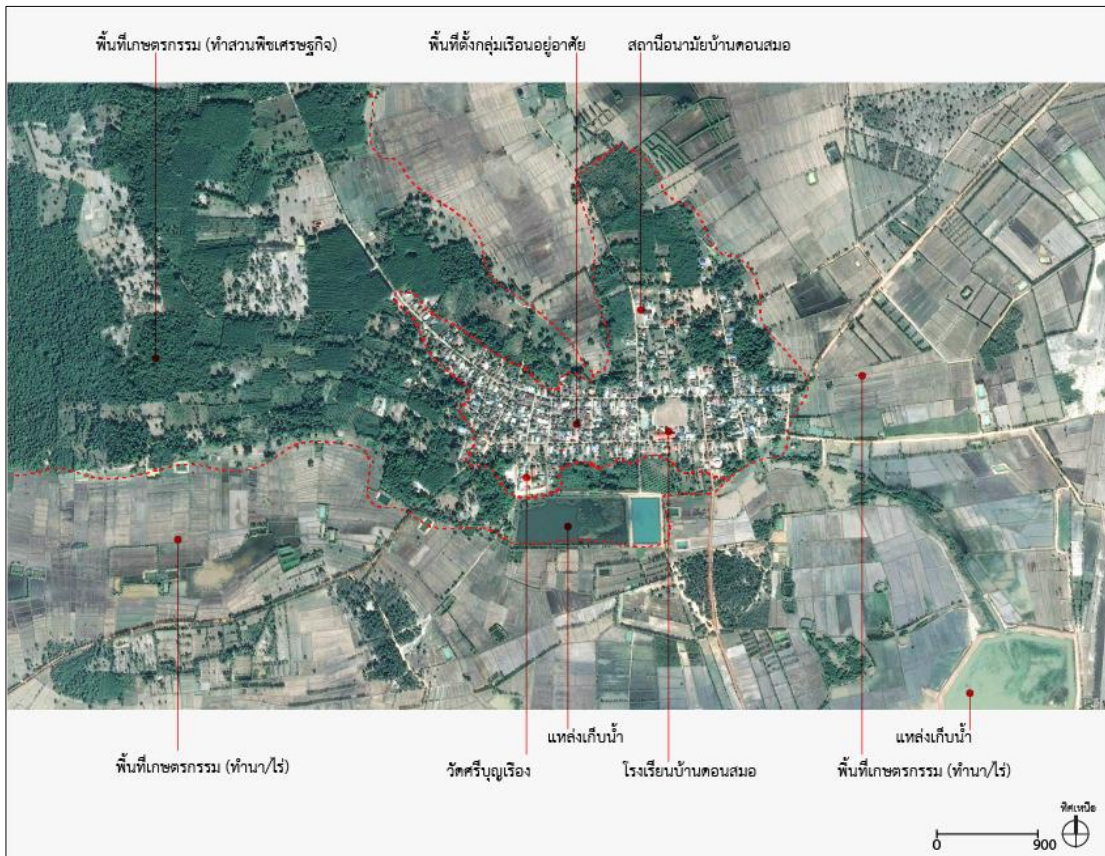 พื้นที่เกษตรกรรม (ทำสวนพืชเศรษฐกิจ)
พื้นที่ตั้งกลุ่มเรือนอยู่อาศัย
สถานีอนามัยบ้านดอนสมอ
แหล่งเก็บน้ำ
แหล่งเก็บน้ำ
พื้นที่เกษตรกรรม (ทำนา/ไร่)
วัดศรีบุญเรือง
โรงเรียนบ้านดอนสมอ
พื้นที่เกษตรกรรม (ทำนา/ไร่)
ทิศเหนือ
0 900